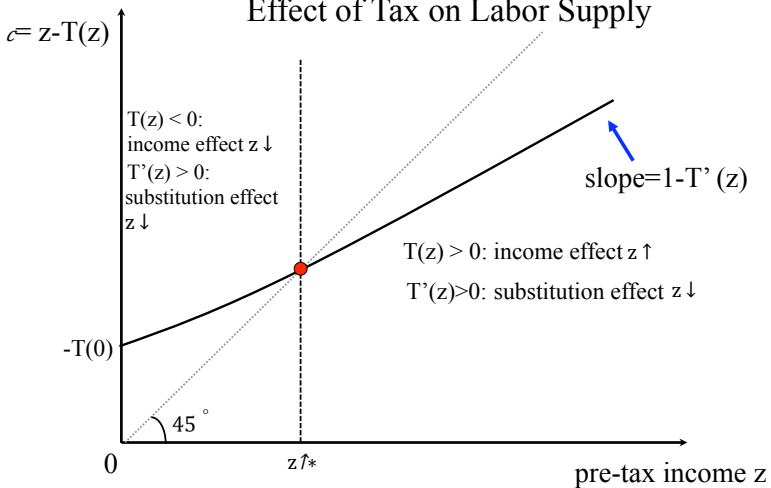 Effect of Tax on Labor Supply
c= z-T(z)
T(z) < 0:
income effect z↓
T’(z) > 0:
substitution effect
z↓
slope=1-T’ (z)
T(z) > 0: income effect z↑
T’(z)>0: substitution effect z↓
-T(0)
45°
0
z↑*
pre-tax income z